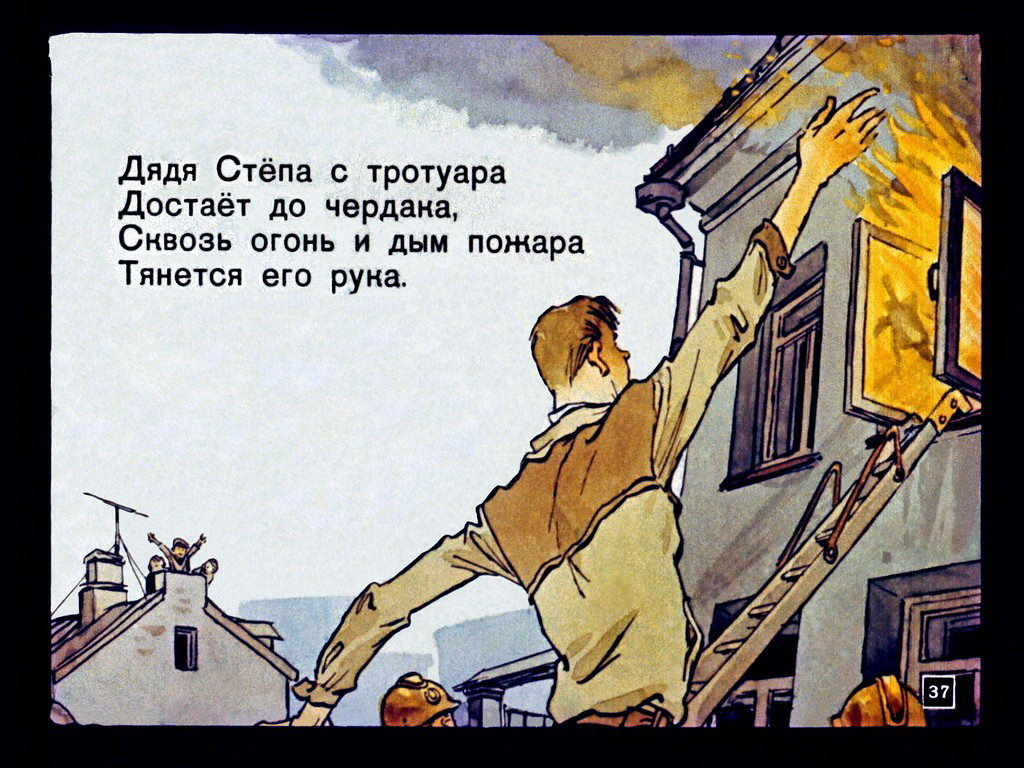 Дядя Стёпа с тротуара
Достаёт до чердака,
Сквозь огонь и дым пожара
Тянется его рука.
37